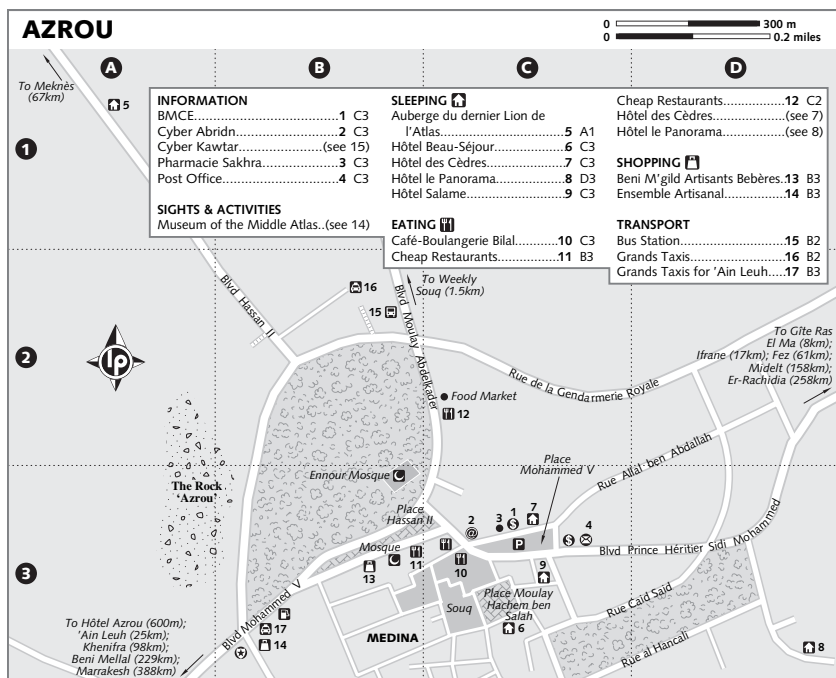 AZROU
0 300 m
0 0.2 miles
A B C D
To Meknès
(67km)
5
1
INFORMATION
BMCE.................................1 C3
Cyber Abridn.......................2 C3
Cyber Kawtar................(see 15)
Pharmacie Sakhra................3 C3
Post Office..........................4 C3
SIGHTS & ACTIVITIES
Museum of the Middle Atlas..(see 14)
SLEEPING
Auberge du dernier Lion de
l'Atlas..............................5 A1
Hôtel Beau-Séjour................6 C3
Hôtel des Cèdres..................7 C3
Hôtel le Panorama...............8 D3
Hôtel Salame.......................9 C3
EATING
Café-Boulangerie Bilal.........10 C3
Cheap Restaurants..............11 B3
Cheap Restaurants..............12 C2
Hôtel des Cèdres............(see 7)
Hôtel le Panorama..........(see 8)
SHOPPING
Beni M'gild Artisants Bebères.13 B3
Ensemble Artisanal..............14 B3
TRANSPORT
Bus Station........................15 B2
Grands Taxis......................16 B2
Grands Taxis for 'Ain Leuh....17 B3
To Weekly
Souq (1.5km)
16
15
Blvd Hassan II
Blvd Moulay Abdelkader
2
lp
To Gîte Ras
El Ma (8km);
Ifrane (17km); Fez (61km);
Midelt (158km);
Er-Rachidia (258km)
Rue de la Gendarmerie Royale
Food Market
12
The Rock
'Azrou'
Ennour Mosque
Place
Mohammed V
Rue Allal ben Abdallah
Place
Hassan II
2 3 1 7 4
P
Blvd Prince Héritier Sidi Mohammed
Mosque
11
13
10
9
3
Blvd Mohammed V
Souq
Place Moulay
Hachem ben
Salah
Rue Caid Said
6
To Hôtel Azrou (600m);
'Ain Leuh (25km);
Khenifra (98km);
Beni Mellal (229km);
Marrakesh (388km)
17
14
MEDINA
Rue al Hancali
8